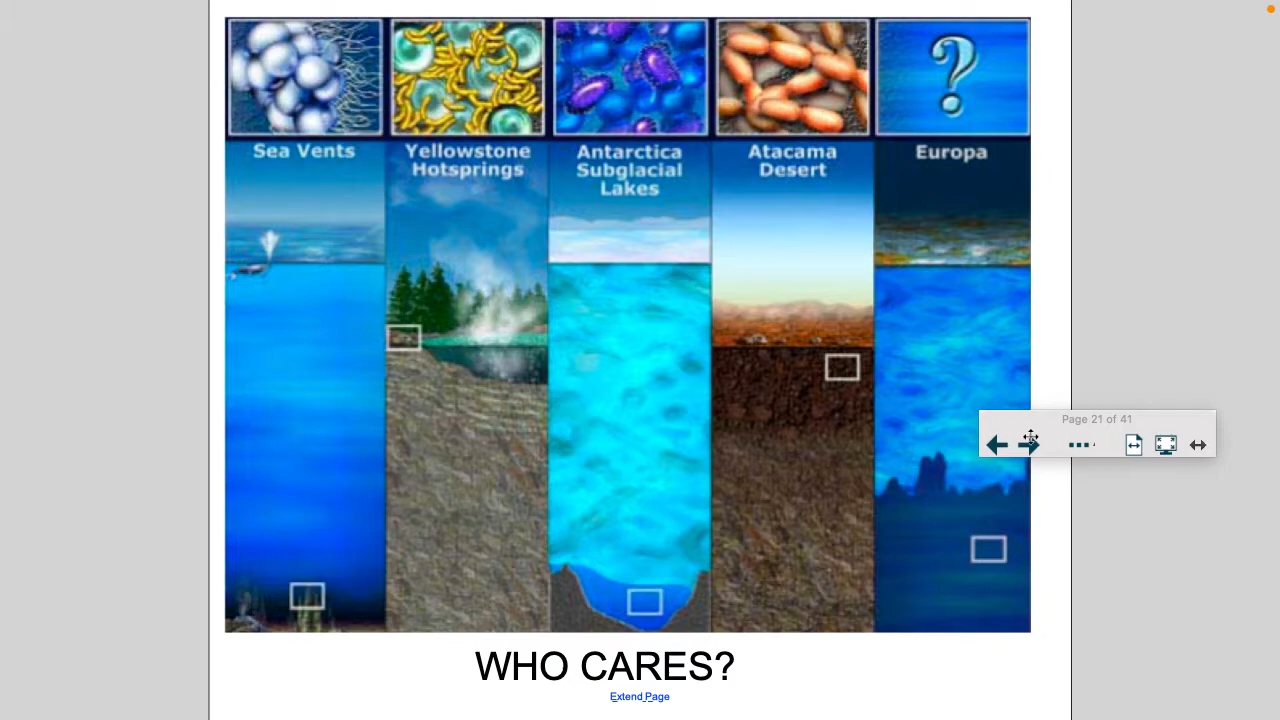 Sea Vents
Yellowstone
Hotsprings
Antarctica
Subglacial
Lakes
Atacama
Desert
?
Europa
Page 21 of 41
WHO CARES?
Extend Page